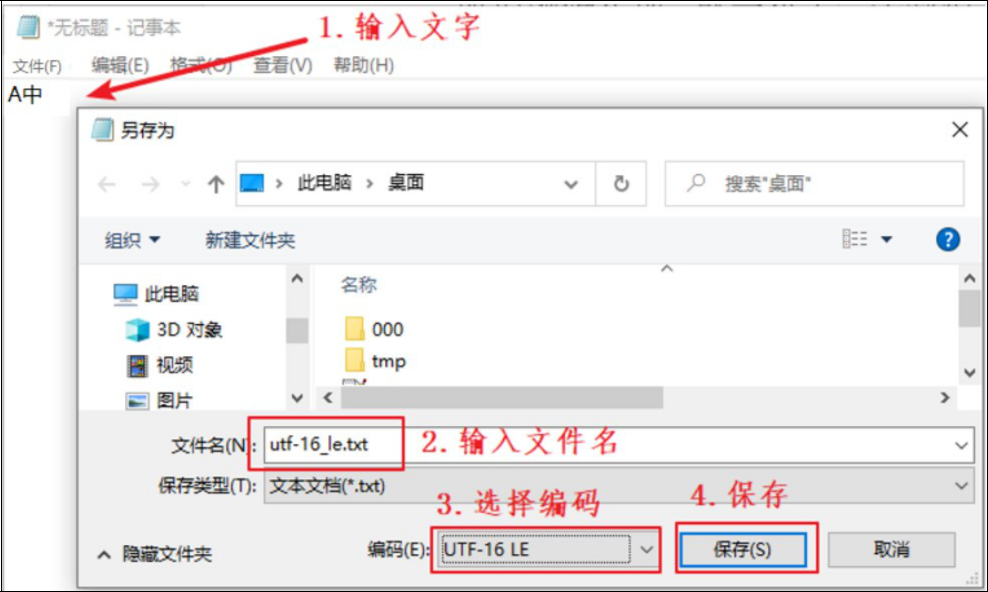 *无标题 - 记事本
1. 输入文字
文件(F) 编辑(E) 格式(O) 查看(V) 帮助(H)
A中
另存为
此电脑 › 桌面
搜索"桌面"
组织
新建文件夹
?
此电脑
3D 对象
视频
图片
名称
000
tmp
文件名(N):
utf-16_le.txt
2. 输入文件名
保存类型(T):
文本文档(*.txt)
3. 选择编码
4. 保存
隐藏文件夹
编码(E):
UTF-16 LE
保存(S)
取消